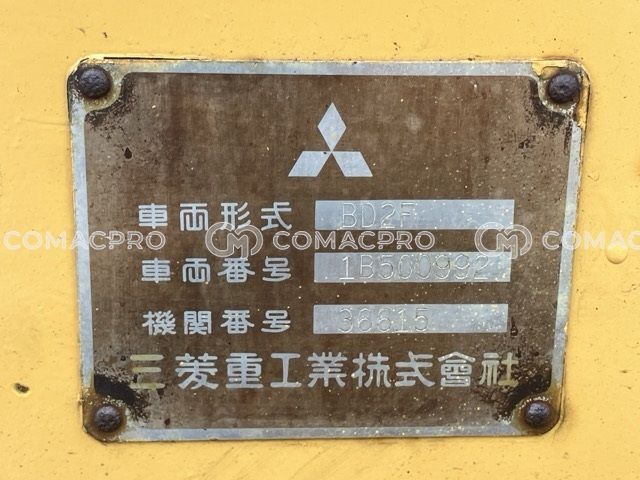 車両形式 BD2F
COMACPRO COMACPRO COMACPRO
車両番号 1B500992
機関番号 36615
三菱重工業株式會社